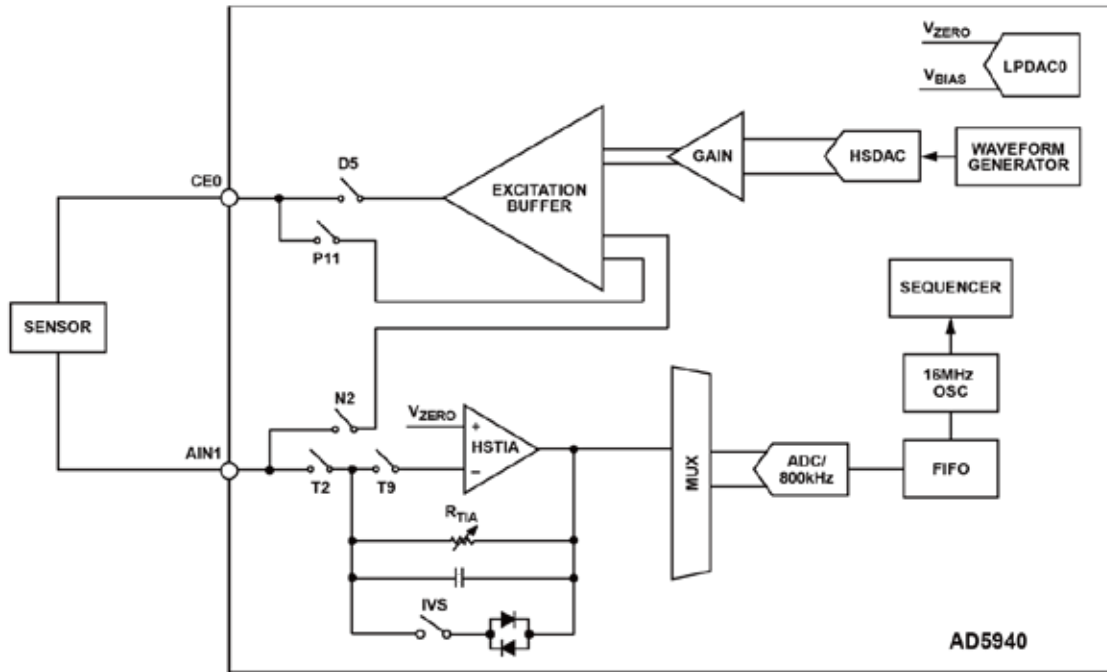 VZERO
VBIAS
LPDAC0
D5
CE0
EXCITATION
BUFFER
GAIN
HSDAC
WAVEFORM
GENERATOR
P11
SENSOR
SEQUENCER
16MHz
OSC
N2
VZERO
+
HSTIA
–
AIN1
T2
T9
MUX
ADC/
800kHz
FIFO
RTIA
IVS
AD5940